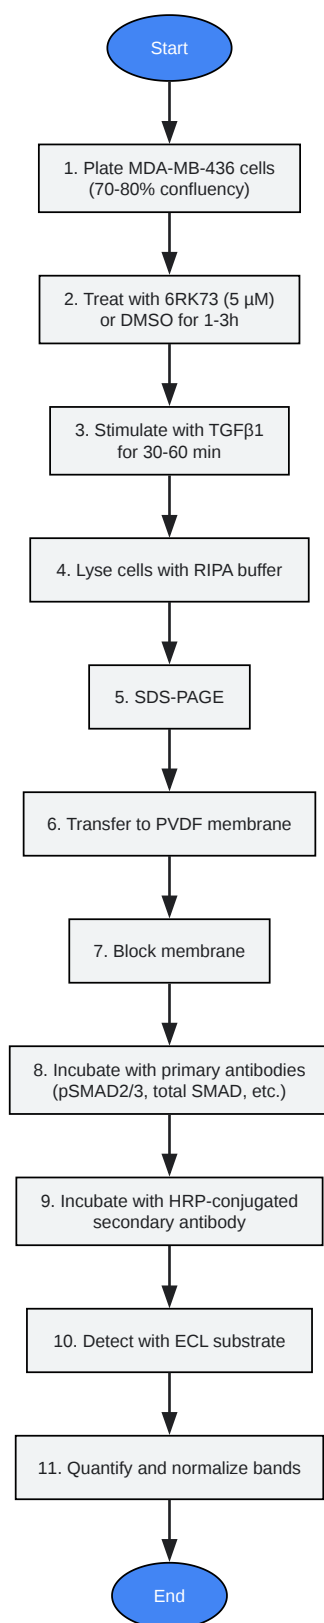 Start
1. Plate MDA-MB-436 cells
(70-80% confluency)
2. Treat with 6RK73 (5 µM)
or DMSO for 1-3h
3. Stimulate with TGFβ1
for 30-60 min
4. Lyse cells with RIPA buffer
5. SDS-PAGE
6. Transfer to PVDF membrane
7. Block membrane
8. Incubate with primary antibodies
(pSMAD2/3, total SMAD, etc.)
9. Incubate with HRP-conjugated
secondary antibody
10. Detect with ECL substrate
11. Quantify and normalize bands
End